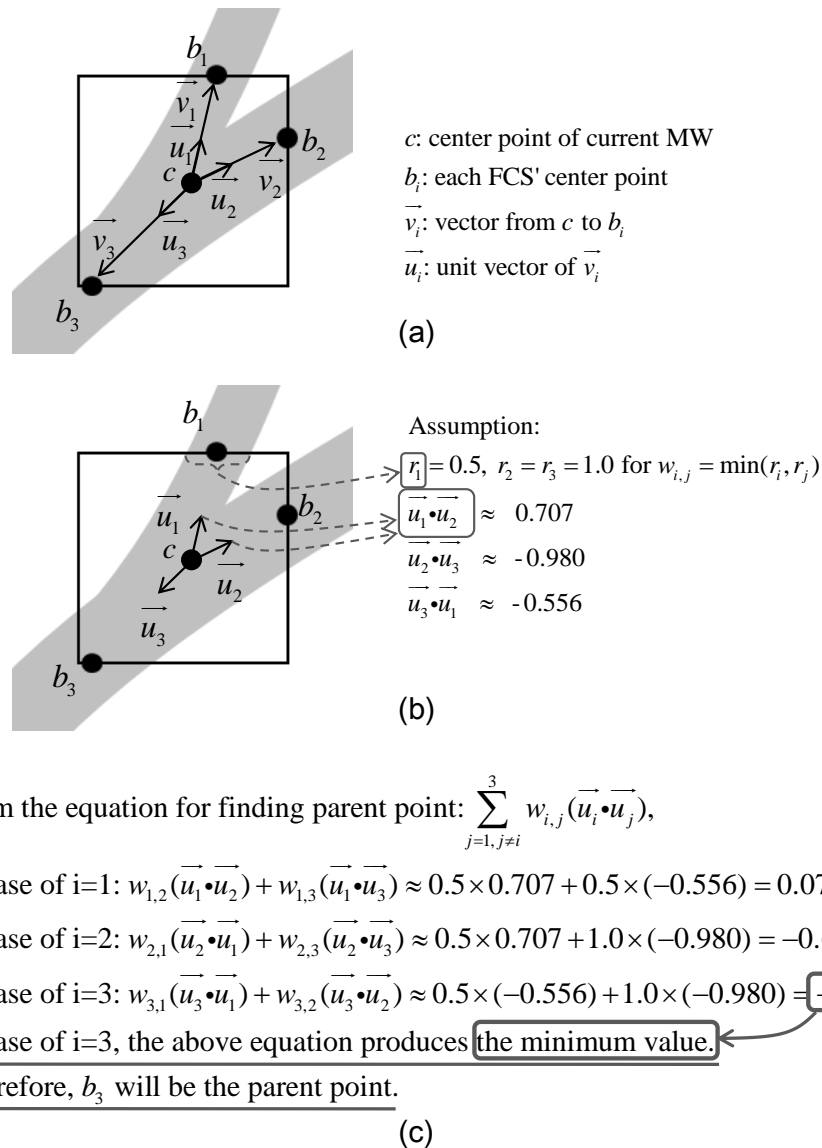 b₁
v₁
u₁
c
b₂
u₂
v₂
v₃
u₃
b₃
c: center point of current MW
bᵢ: each FCS' center point
vᵢ: vector from c to bᵢ
uᵢ: unit vector of vᵢ
(a)
b₁
u₁
c
b₂
u₂
u₃
b₃
Assumption:
r₁ = 0.5, r₂ = r₃ = 1.0 for wᵢ,ⱼ = min(rᵢ, rⱼ)
u₁•u₂ ≈ 0.707
u₂•u₃ ≈ -0.980
u₃•u₁ ≈ -0.556
(b)
the equation for finding parent point: ∑_{j=1, j≠i}^{3} wᵢ,ⱼ(uᵢ•uⱼ),
of i=1: w₁,₂(u₁•u₂) + w₁,₃(u₁•u₃) ≈ 0.5×0.707 + 0.5×(−0.556) = 0.07
of i=2: w₂,₁(u₂•u₁) + w₂,₃(u₂•u₃) ≈ 0.5×0.707 + 1.0×(−0.980) =
of i=3: w₃,₁(u₃•u₁) + w₃,₂(u₃•u₂) ≈ 0.5×(−0.556) + 1.0×(−0.980) =
of i=3, the above equation produces the minimum value.
b₃ will be the parent point.
(c)